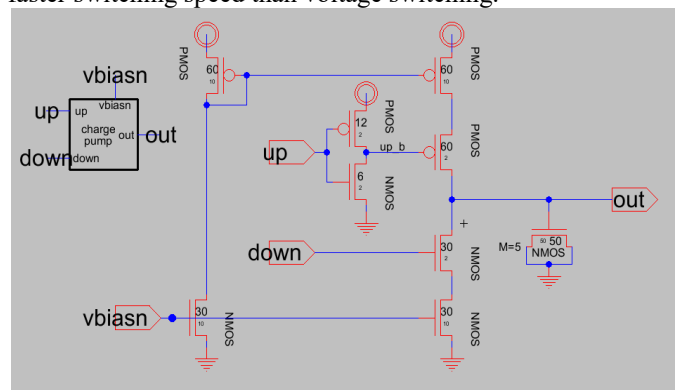 faster switching speed than voltage switching.
PMOS
60
10
60
10
PMOS
vbiasn
vbiasn
up
up
charge
pump
out
out
down
down
PMOS
12
2
up
up_b
60
2
PMOS
6
2
NMOS
out
M=5
50 50
NMOS
down
30
2
NMOS
vbiasn
30
10
NMOS
30
10
NMOS